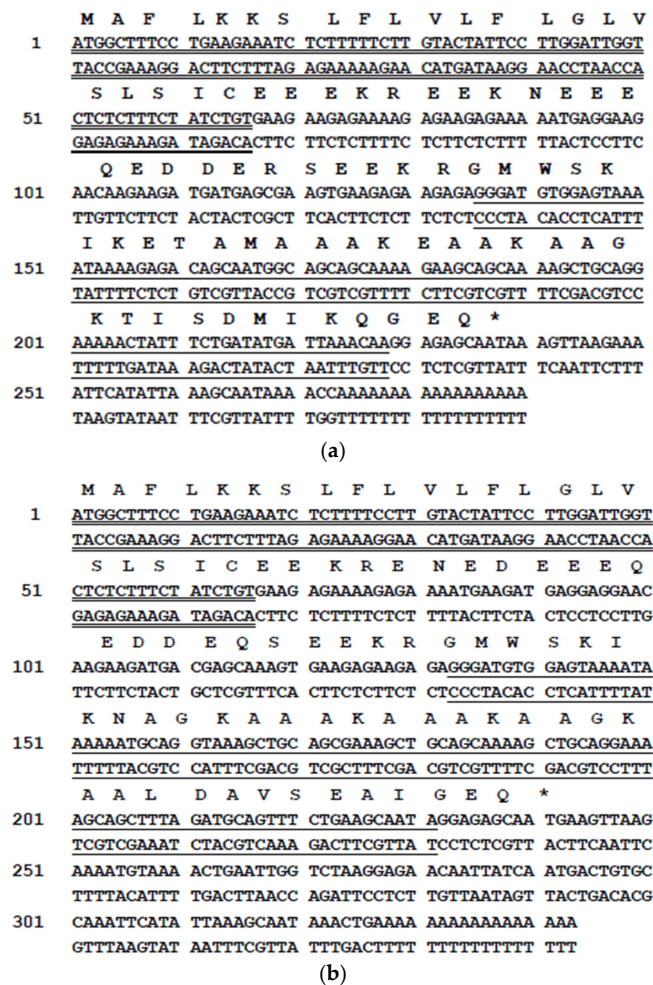 M A F L K K S L F L V L F L G L V
1 ATGGCTTTCC TGAAGAAATC TCTTTTTCTT GTACTATTCC TTGGATTGGT
TACCGAAAGG ACTTCTTTAG AGAAAAAGAA CATGATAAGG AACCTAACCA
S L S I C E E E K R E E K N E E E
51 CTCTCTTTCT ATCTGTGAAG AAGAGAAAAG AGAAGAGAAA AATGAGGAAG
GAGAGAAAGA TAGACACTTC TTCTCTTTTC TCTTCTCTTT TTACTCCTTC
Q E D D E R S E E K R G M W S K
101 AACAAGAAGA TGATGAGCGA AGTGAAGAGA AGAGAGGGAT GTGGAGTAAA
TTGTTCTTCT ACTACTCGCT TCACTTCTCT TCTCTCCCTA CACCTCATTT
I K E T A M A A A K E A A K A A G
151 ATAAAAGAGA CAGCAATGGC AGCAGCAAAA GAAGCAGCAA AAGCTGCAGG
TATTTTCTCT GTCGTTACCG TCGTCGTTTT CTTCGTCGTT TTCGACGTCC
K T I S D M I K Q G E Q *
201 AAAAACTATT TCTGATATGA TTAAACAAGG AGAGCAATAA AGTTAAGAAA
TTTTTGATAA AGACTATACT AATTTGTTCC TCTCGTTATT TCAATTCTTT
251 ATTCATATTA AAGCAATAAA ACCAAAAAAA AAAAAAAAAA
TAAGTATAAT TTCGTTATTT TGGTTTTTTT TTTTTTTTTT
(a)
M A F L K K S L F L V L F L G L V
1 ATGGCTTTCC TGAAGAAATC TCTTTTCCTT GTACTATTCC TTGGATTGGT
TACCGAAAGG ACTTCTTTAG AGAAAAGGAA CATGATAAGG AACCTAACCA
S L S I C E E K R E N E D E E E Q
51 CTCTCTTTCT ATCTGTGAAG AGAAAAGAGA AAATGAAGAT GAGGAGGAAC
GAGAGAAAGA TAGACACTTC TCTTTTCTCT TTTACTTCTA CTCCTCCTTG
E D D E Q S E E K R G M W S K I
101 AAGAAGATGA CGAGCAAAGT GAAGAGAAGA GAGGGATGTG GAGTAAAATA
TTCTTCTACT GCTCGTTTCA CTTCTCTTCT CTCCCTACAC CTCATTTTAT
K N A G K A A A K A A A K A A G K
151 AAAAATGCAG GTAAAGCTGC AGCGAAAGCT GCAGCAAAAG CTGCAGGAAA
TTTTTACGTC CATTTCGACG TCGCTTTCGA CGTCGTTTTC GACGTCCTTT
A A L D A V S E A I G E Q *
201 AGCAGCTTTA GATGCAGTTT CTGAAGCAAT AGGAGAGCAA TGAAGTTAAG
TCGTCGAAAT CTACGTCAAA GACTTCGTTA TCCTCTCGTT ACTTCAATTC
251 AAAATGTAAA ACTGAATTGG TCTAAGGAGA ACAATTATCA ATGACTGTGC
TTTTACATTT TGACTTAACC AGATTCCTCT TGTTAATAGT TACTGACACG
301 CAAATTCATA TTAAAGCAAT AAACTGAAAA AAAAAAAAAA AAA
GTTTAAGTAT AATTTCGTTA TTTGACTTTT TTTTTTTTTT TTT
(b)